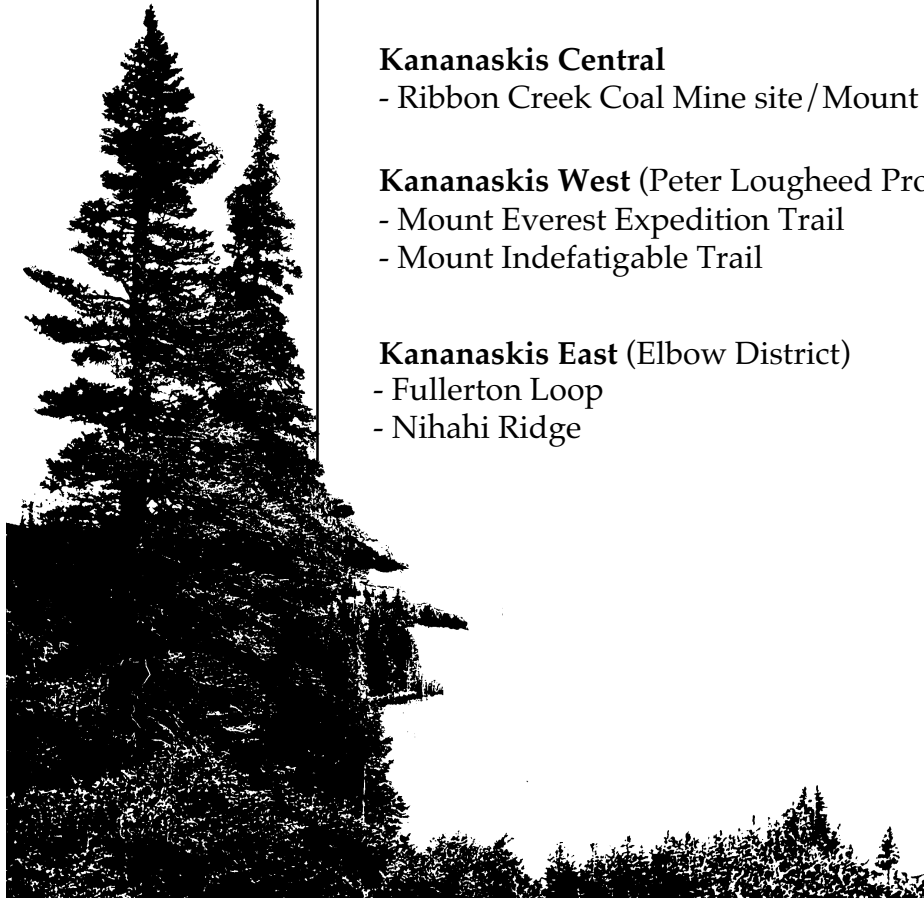 Kananaskis Central
- Ribbon Creek Coal Mine site/Mount
Kananaskis West (Peter Lougheed Pro
- Mount Everest Expedition Trail
- Mount Indefatigable Trail
Kananaskis East (Elbow District)
- Fullerton Loop
- Nihahi Ridge